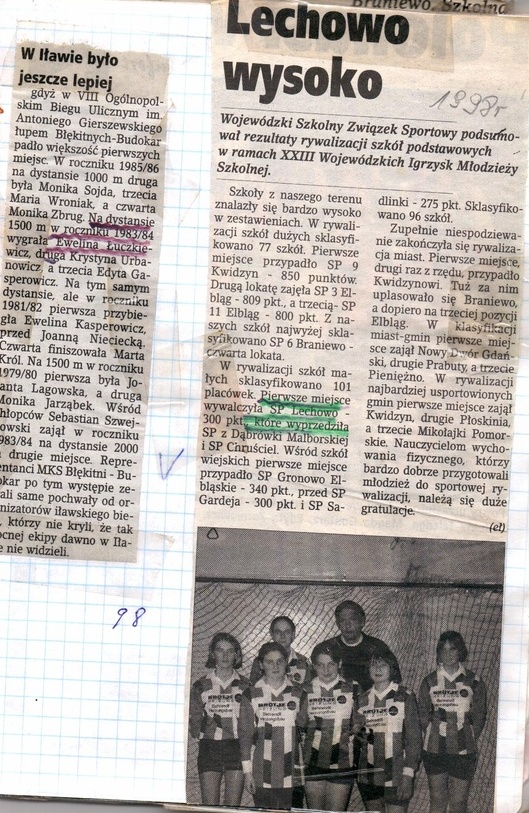 Braniewo. Szkolna
W Iławie było
jeszcze lepiej
gdyż w VIII Ogólnopol-
skim Biegu Ulicznym im.
Antoniego Gierszewskiego
łupem Błękitnych-Budokar
padło większość pierwszych
miejsc. W roczniku 1985/86
na dystansie 1000 m druga
była Monika Sojda, trzecia
Maria Wroniak, a czwarta
Monika Zbrug. Na dystansie
1500 m w roczniku 1983/84
wygrała Ewelina Łuczkie-
wicz, druga Krystyna Urba-
nowicz, a trzecia Edyta Ga-
sperowicz. Na tym samym
dystansie, ale w roczniku
1981/82 pierwsza przybie-
gła Ewelina Kasperowicz,
przed Joanną Nieciecką.
Czwarta finiszowała Marta
Król. Na 1500 m w roczniku
1979/80 pierwsza była Jo-
anta Lagowska, a druga
Monika Jarząbek. Wśród
chłopców Sebastian Szwej-
owski zajął w roczniku
983/84 na dystansie 2000
drugie miejsce. Repre-
entanci MKS Błękitni - Bu-
okar po tym występie ze-
ali same pochwały od or-
nizatorów iławskiego bie-
, którzy nie kryli, że tak
ocnej ekipy dawno w Iła-
e nie widzieli.
98
Lechowo
wysoko
1998r
Wojewódzki Szkolny Związek Sportowy podsumo-
wał rezultaty rywalizacji szkół podstawowych
w ramach XXIII Wojewódzkich Igrzysk Młodzieży
Szkolnej.
Szkoły z naszego terenu
znalazły się bardzo wysoko
w zestawieniach. W rywali-
zacji szkół dużych sklasyfi-
kowano 77 szkół. Pierwsze
miejsce przypadło SP 9
Kwidzyn - 850 punktów.
Drugą lokatę zajęła SP 3 El-
bląg - 809 pkt., a trzecią SP
11 Elbląg - 800 pkt. Z na-
szych szkół najwyżej skla-
syfikowano SP 6 Braniewo -
czwarta lokata.
W rywalizacji szkół ma-
łych sklasyfikowano 101
placówek. Pierwsze miejsce
wywalczyła SP Lechowo -
300 pkt. - które wyprzedziła
SP z Dąbrówki Malborskiej
i SP Cinuściel. Wśród szkół
wiejskich pierwsze miejsce
przypadło SP Gronowo El-
bląskie - 340 pkt., przed SP
Gardeja - 300 pkt. i SP Sa-
dlinki - 275 pkt. Sklasyfiko-
wano 96 szkół.
Zupełnie niespodziewa-
nie zakończyła się rywaliza-
cja miast. Pierwsze miejsce,
drugi raz z rzędu, przypadło
Kwidzynowi. Tuż za nim
uplasowało się Braniewo,
a dopiero na trzeciej pozycji
Elbląg. W klasyfikacji
miast-gmin pierwsze miej-
sce zajął Nowy Dwór Gdań-
ski, drugie Prabuty, a trzecie
Pieniężno. W rywalizacji
najbardziej usportowionych
gmin pierwsze miejsce zajął
Kwidzyn, drugie Płoskinia,
a trzecie Mikołajki Pomor-
skie. Nauczycielom wycho-
wania fizycznego, którzy
bardzo dobrze przygotowali
młodzież do sportowej ry-
walizacji, należą się duże
gratulacje.
(el)